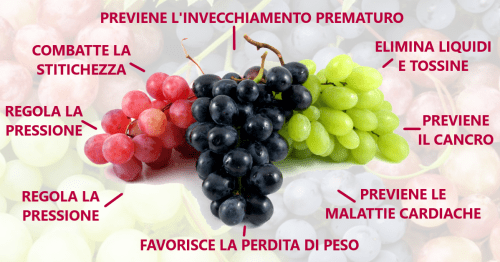 PREVIENE L'INVECCHIAMENTO PREMATURO
COMBATTE LA
STITICHEZZA
ELIMINA LIQUIDI
E TOSSINE
REGOLA LA
PRESSIONE
PREVIENE
IL CANCRO
REGOLA LA
PRESSIONE
PREVIENE LE
MALATTIE CARDIACHE
FAVORISCE LA PERDITA DI PESO